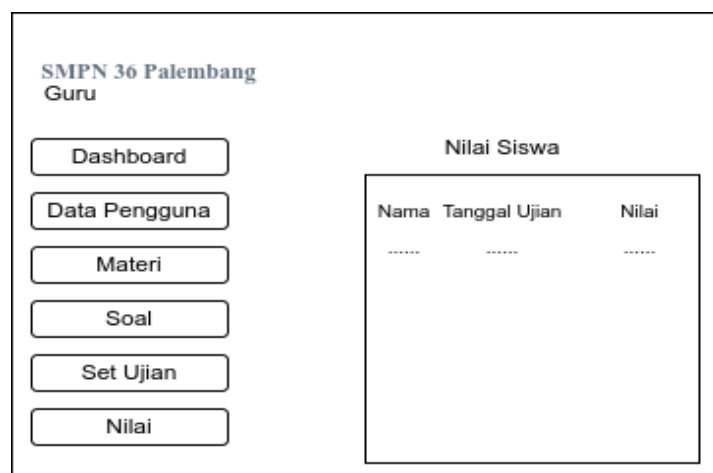 SMPN 36 Palembang
Guru
Dashboard
Data Pengguna
Materi
Soal
Set Ujian
Nilai
Nilai Siswa
Nama Tanggal Ujian Nilai
...... ...... ......